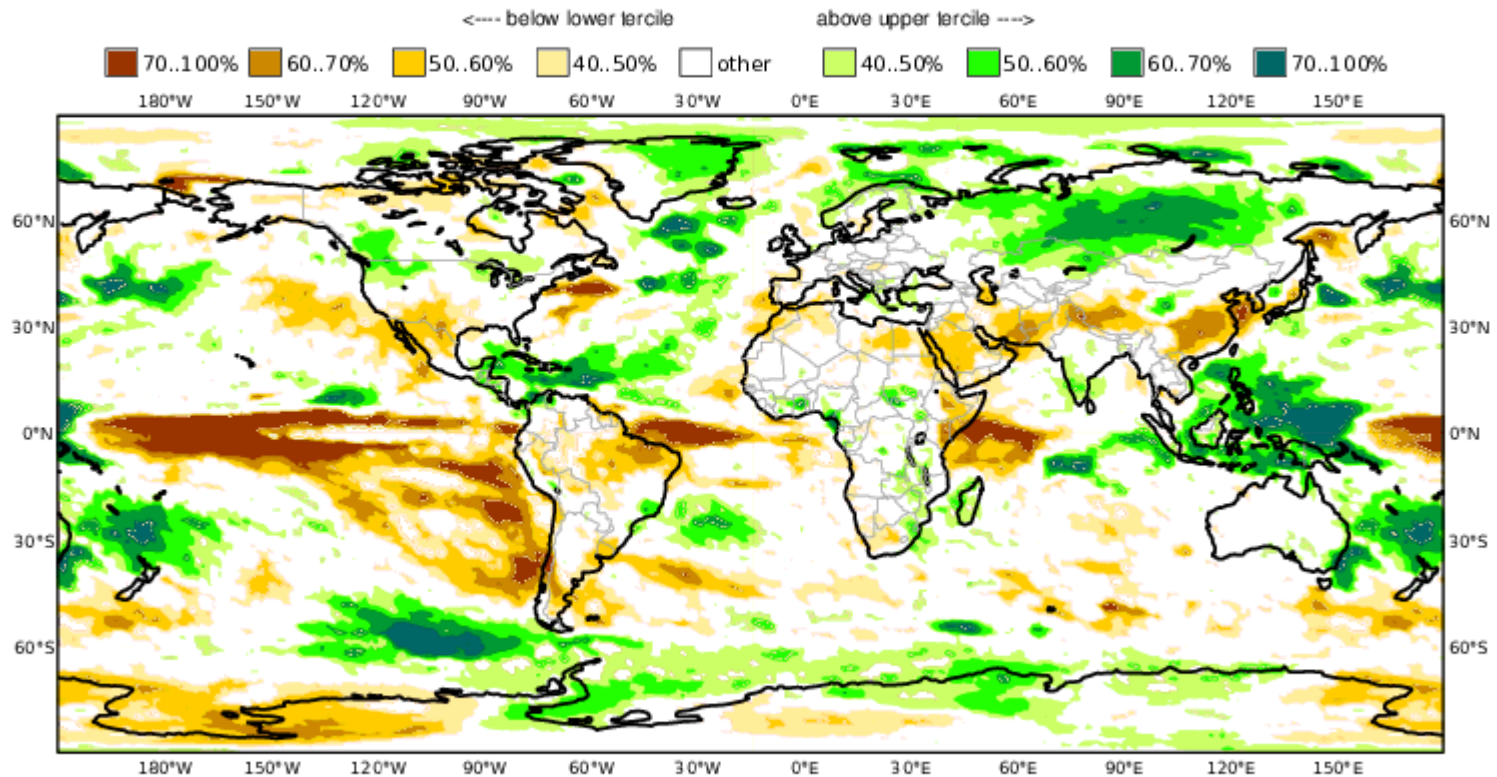 <---- below lower tercile above upper tercile ---->
70..100% 60..70% 50..60% 40..50% other 40..50% 50..60% 60..70% 70..100%
180°W 150°W 120°W 90°W 60°W 30°W 0°E 30°E 60°E 90°E 120°E 150°E
60°N 60°N
30°N 30°N
0°N 0°N
30°S 30°S
60°S 60°S
180°W 150°W 120°W 90°W 60°W 30°W 0°E 30°E 60°E 90°E 120°E 150°E